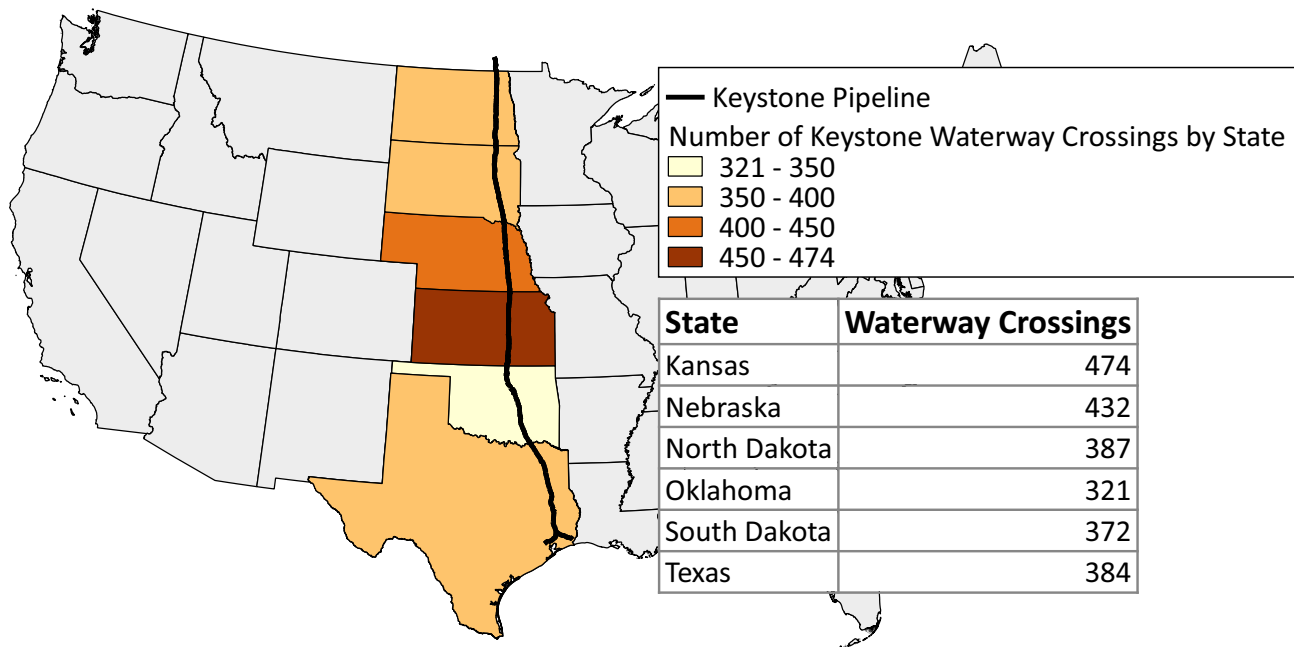 Keystone Pipeline
Number of Keystone Waterway Crossings by State
321 - 350
350 - 400
400 - 450
450 - 474
State Waterway Crossings
Kansas 474
Nebraska 432
North Dakota 387
Oklahoma 321
South Dakota 372
Texas 384